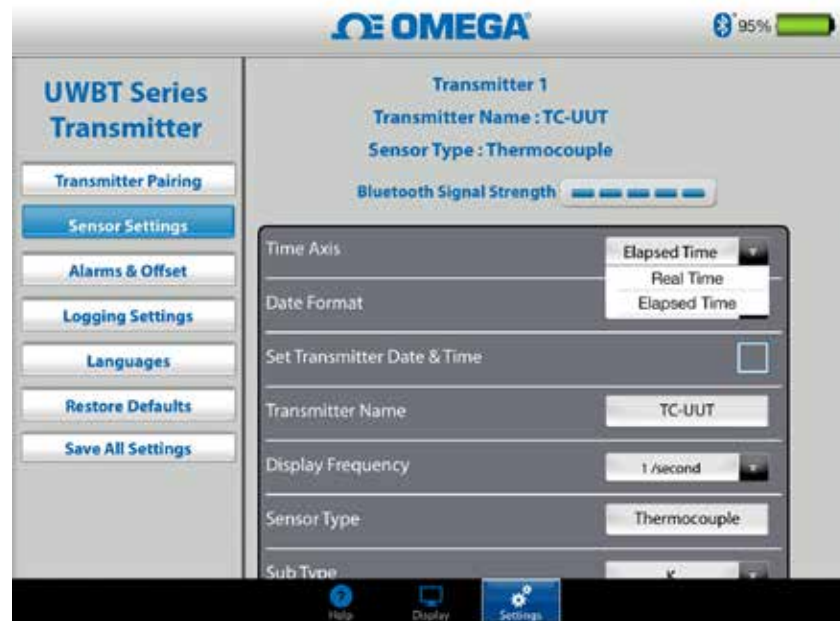 OMEGA
95%
UWBT Series
Transmitter
Transmitter Pairing
Sensor Settings
Alarms & Offset
Logging Settings
Languages
Restore Defaults
Save All Settings
Transmitter 1
Transmitter Name : TC-UUT
Sensor Type : Thermocouple
Bluetooth Signal Strength
Time Axis
Elapsed Time
Real Time
Elapsed Time
Date Format
Set Transmitter Date & Time
Transmitter Name
TC-UUT
Display Frequency
1 /second
Sensor Type
Thermocouple
Sub Type
K
Help
Display
Settings